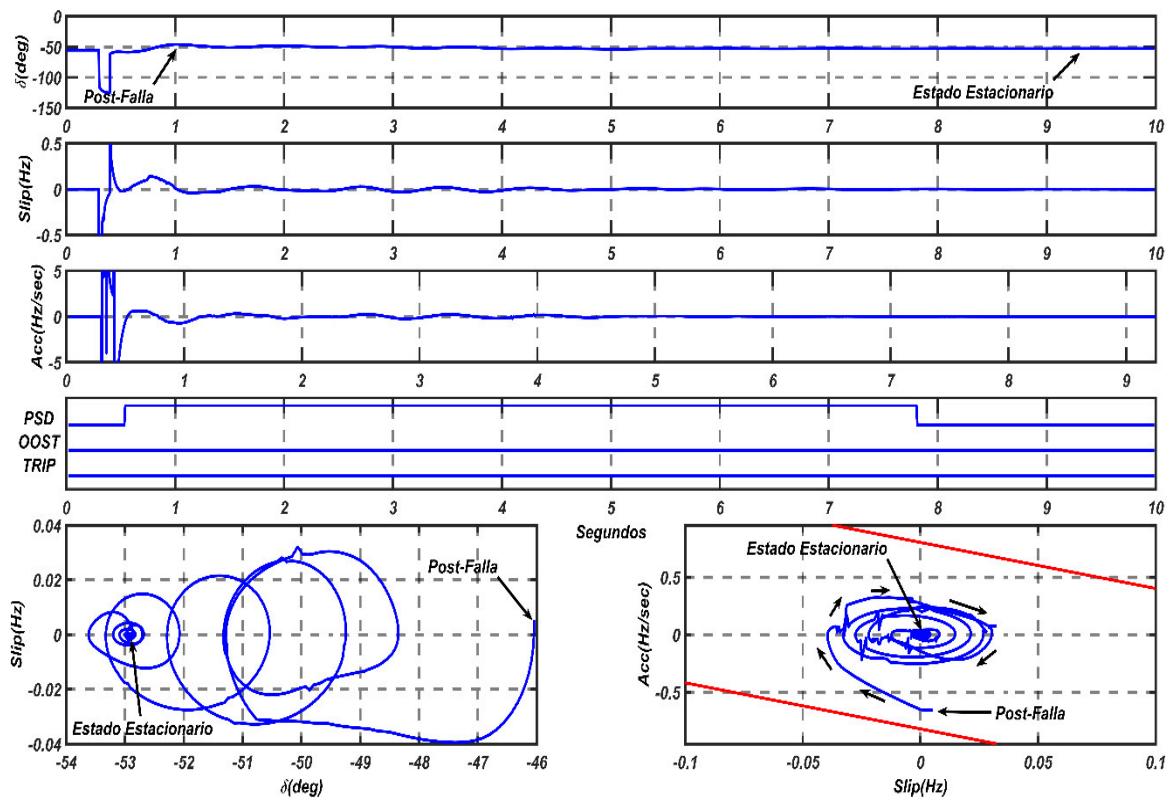 0
-50
-100
-150
δ(deg)
Post-Falla
Estado Estacionario
0 1 2 3 4 5 6 7 8 9 10
0.5
0
-0.5
Slip(Hz)
0 1 2 3 4 5 6 7 8 9 10
5
0
-5
Acc(Hz/sec)
0 1 2 3 4 5 6 7 8 9
PSD
OOST
TRIP
0 1 2 3 4 5 6 7 8 9 10
Segundos
0.04
0.02
0
-0.02
-0.04
Slip(Hz)
Post-Falla
Estado Estacionario
-54 -53 -52 -51 -50 -49 -48 -47 -46
δ(deg)
Estado Estacionario
0.5
0
-0.5
Acc(Hz/sec)
Post-Falla
-0.1 -0.05 0 0.05 0.1
Slip(Hz)